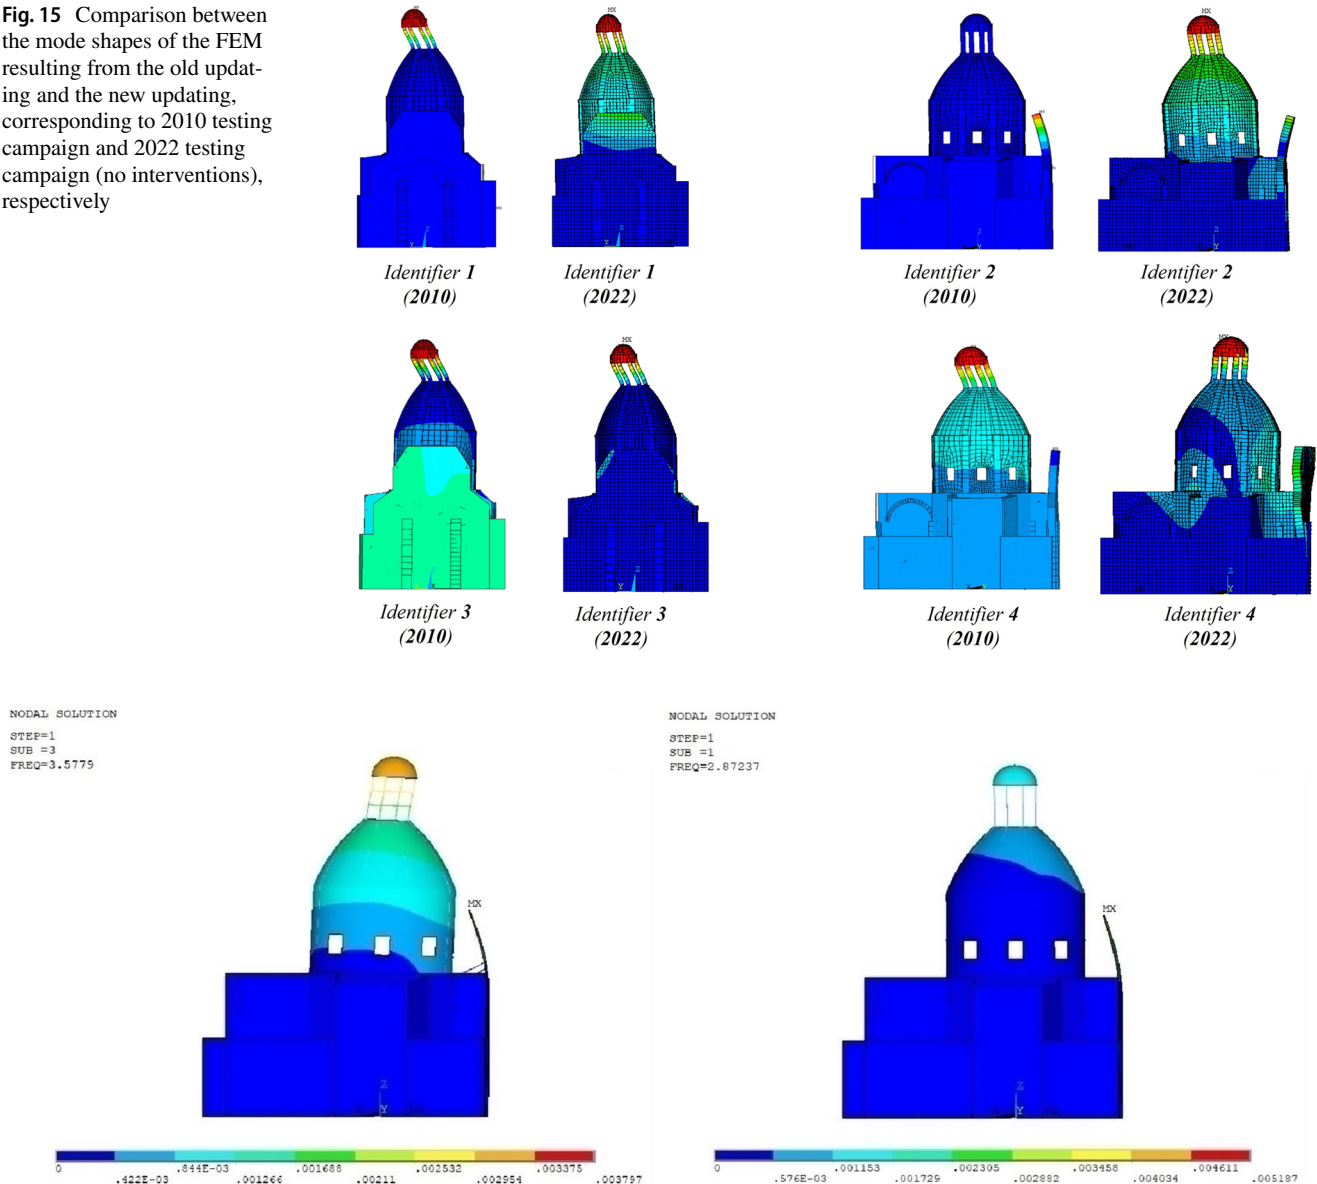 Fig. 15 Comparison between
the mode shapes of the FEM
resulting from the old updat-
ing and the new updating,
corresponding to 2010 testing
campaign and 2022 testing
campaign (no interventions),
respectively
MX
MX
Identifier 1
(2010)
Identifier 1
(2022)
Identifier 2
(2010)
Identifier 2
(2022)
MX
Identifier 3
(2010)
Identifier 3
(2022)
Identifier 4
(2010)
Identifier 4
(2022)
NODAL SOLUTION
STEP=1
SUB =3
FREQ=3.5779
MX
Z
Y
0 .844E-03 .001688 .002532 .003375
.422E-03 .001266 .00211 .002954 .003797
NODAL SOLUTION
STEP=1
SUB =1
FREQ=2.87237
MX
Z
Y
0 .001153 .002305 .003458 .004611
.576E-03 .001729 .002882 .004034 .005187